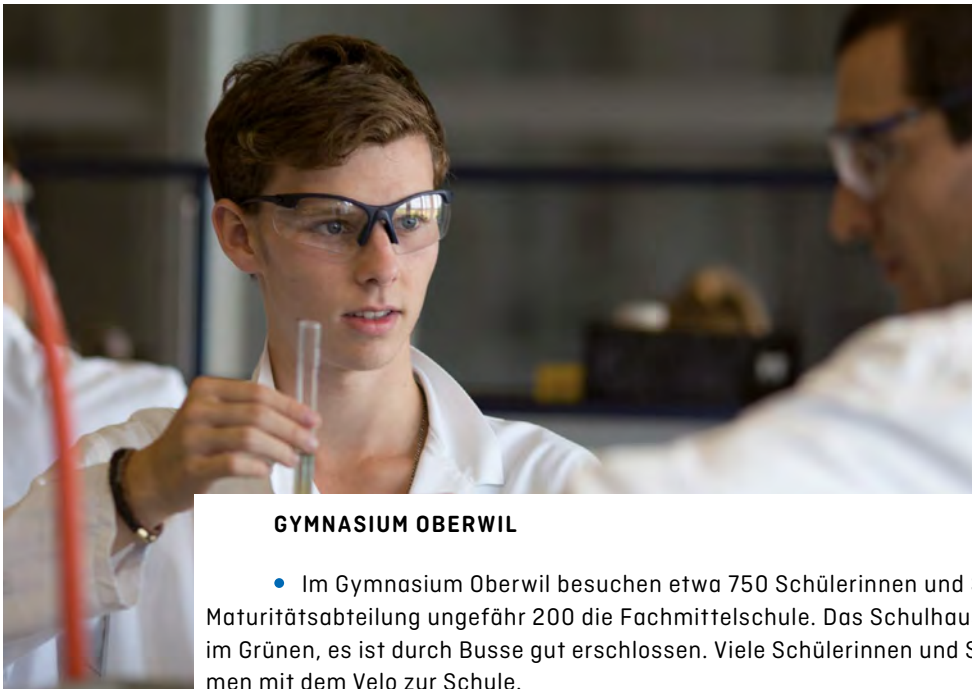 GYMNASIUM OBERWIL
• Im Gymnasium Oberwil besuchen etwa 750 Schülerinnen und
Maturitätsabteilung ungefähr 200 die Fachmittelschule. Das Schulhau
im Grünen, es ist durch Busse gut erschlossen. Viele Schülerinnen und S
men mit dem Velo zur Schule.